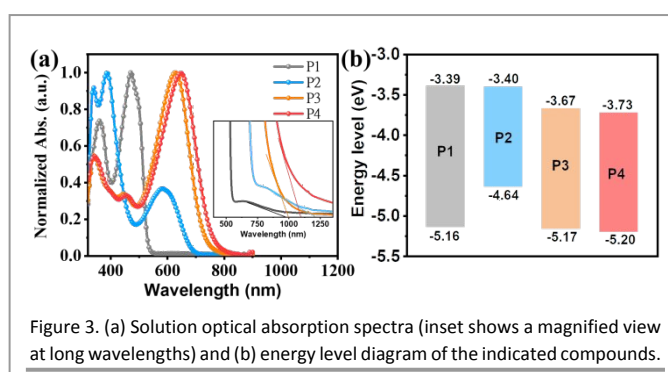 (a)
1.0
0.8
0.6
0.4
0.2
0.0
Normalized Abs. (a.u.)
P1
P2
P3
P4
500 750 1000 1250
Wavelength (nm)
400 600 800 1000 1200
Wavelength (nm)
(b)
-3.0
-3.5
-4.0
-4.5
-5.0
-5.5
Energy level (eV)
-3.39 -3.40
-3.67 -3.73
P1 P2 P3 P4
-4.64
-5.16 -5.17 -5.20
Figure 3. (a) Solution optical absorption spectra (inset shows a magnified view
at long wavelengths) and (b) energy level diagram of the indicated compounds.